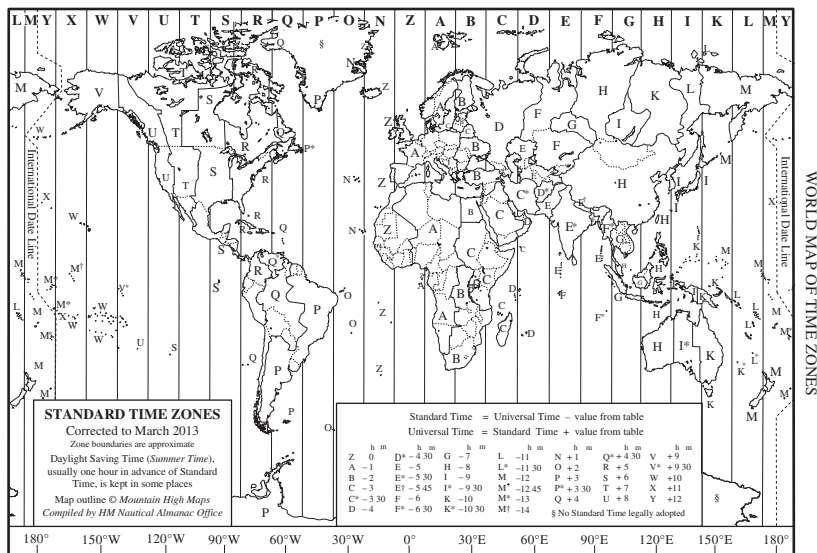 L M Y X W V U T S R Q P O N Z A B C D E F G H I K L M Y
International Date Line
International Date Line
WORLD MAP OF TIME ZONES
STANDARD TIME ZONES
Corrected to March 2013
Zone boundaries are approximate
Daylight Saving Time (Summer Time),
usually one hour in advance of Standard
Time, is kept in some places
Map outline © Mountain High Maps
Compiled by HM Nautical Almanac Office
Standard Time = Universal Time – value from table
Universal Time = Standard Time + value from table
h m h m h m h m h m h m h m
Z 0 D* – 4 30 G – 7 L –11 N + 1 Q* + 4 30 V + 9
A – 1 E – 5 H – 8 L* –11 30 O + 2 R + 5 V* + 9 30
B – 2 E* – 5 30 I – 9 M –12 P + 3 S + 6 W +10
C – 3 E† – 5 45 I* – 9 30 M♦ –12 45 P* + 3 30 T + 7 X +11
C* – 3 30 F – 6 K –10 M* –13 Q + 4 U + 8 Y +12
D – 4 F* – 6 30 K* –10 30 M† –14 § No Standard Time legally adopted
180° 150°W 120°W 90°W 60°W 30°W 0° 30°E 60°E 90°E 120°E 150°E 180°